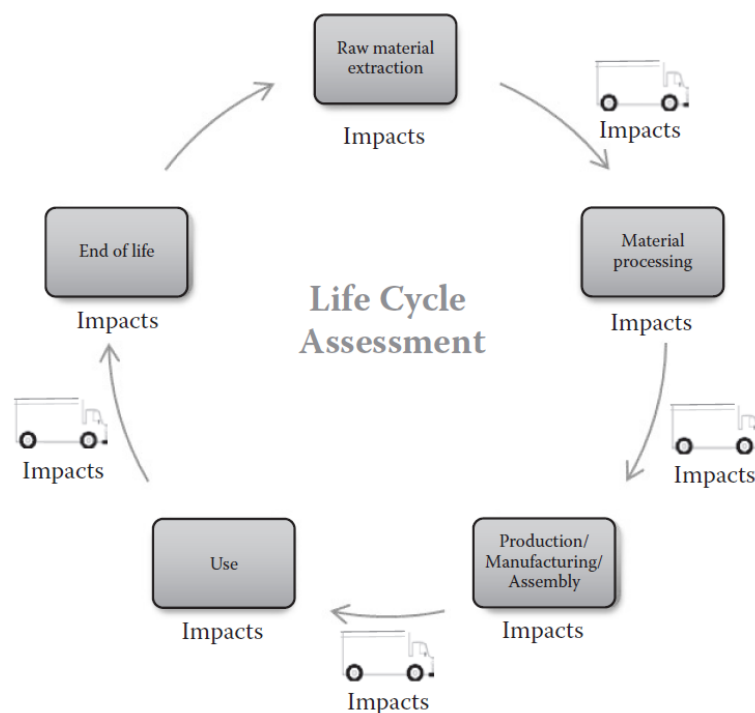 Raw material
extraction
Impacts
Impacts
Material
processing
Impacts
Impacts
Production/
Manufacturing/
Assembly
Impacts
Impacts
Use
Impacts
Impacts
End of life
Impacts
Life Cycle
Assessment